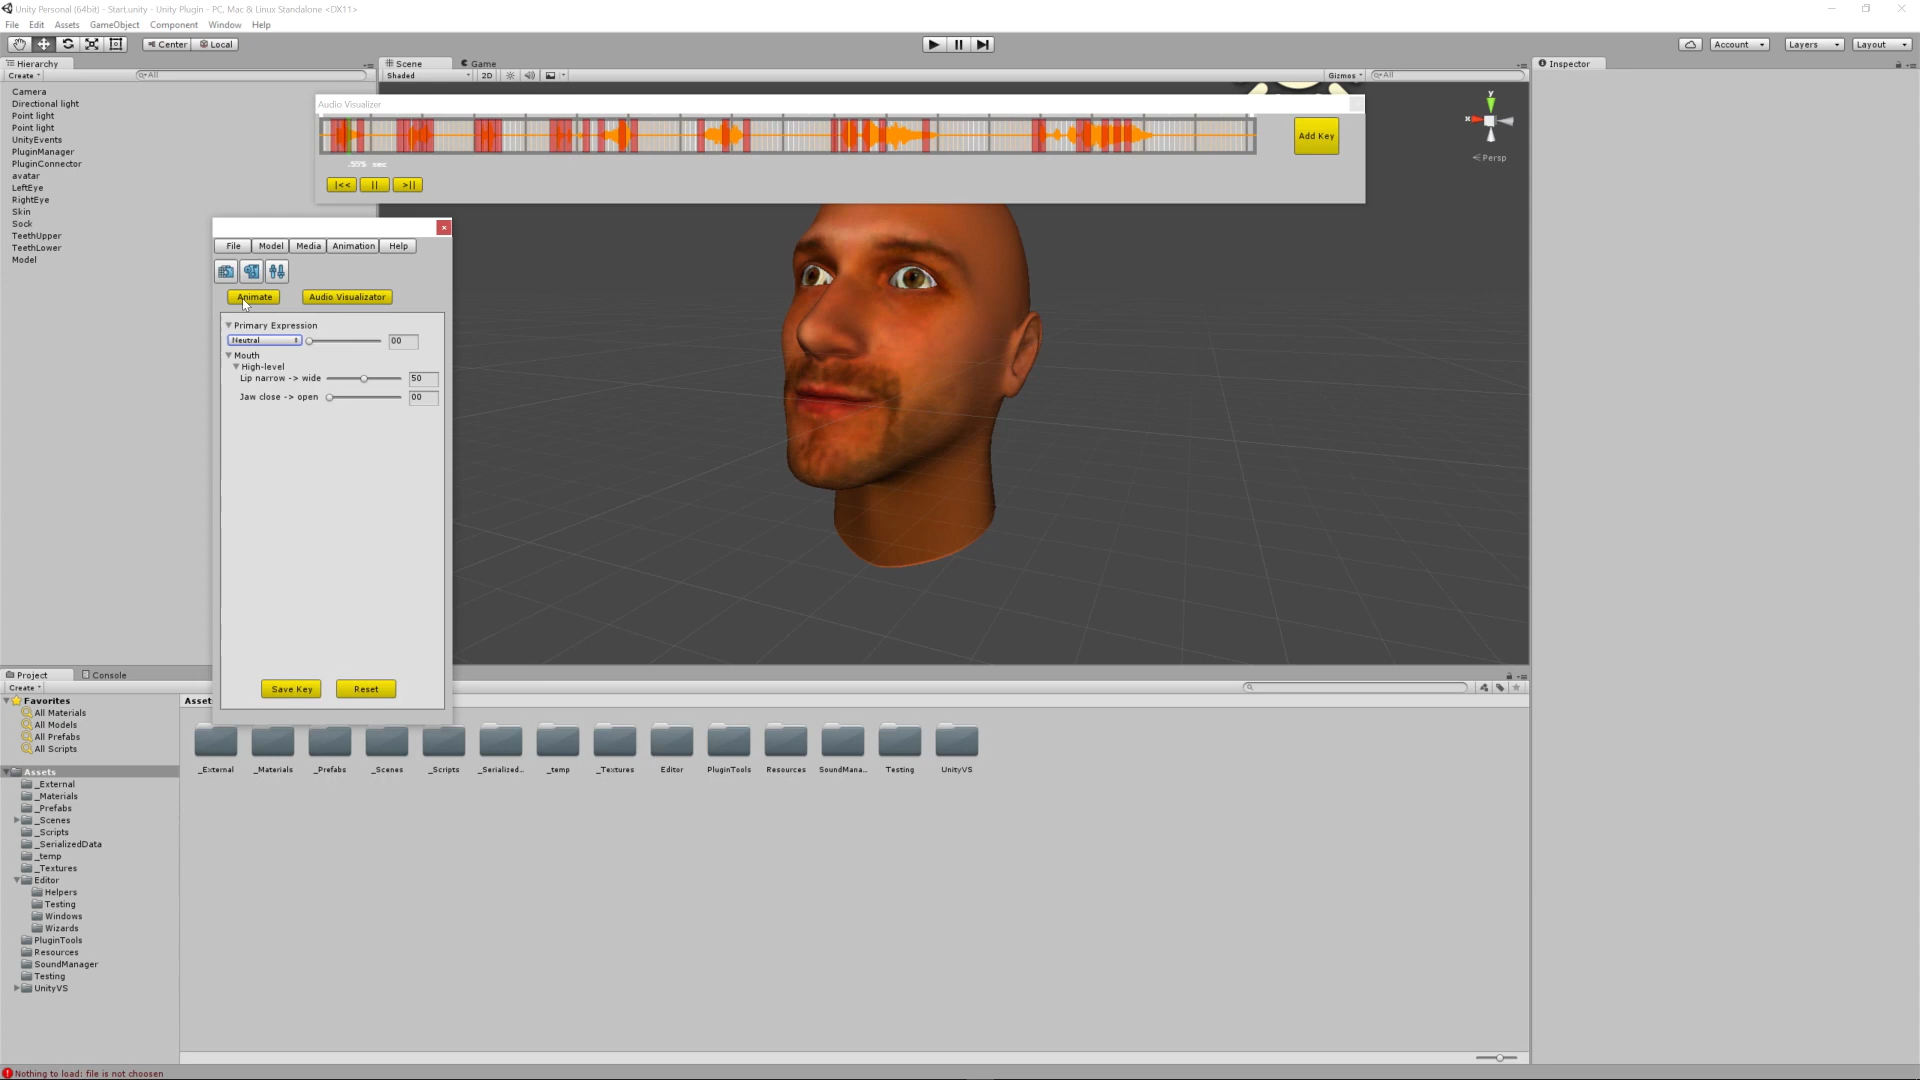 Unity Personal (64bit) - Start.unity - Unity Plugin - PC, Mac & Linux Standalone <DX11>
File Edit Assets GameObject Component Window Help
Center Local Account Layers Layout
Hierarchy Scene Game Inspector
Create All Shaded 2D Gizmos All
Camera
Directional light
Point light
Point light
UnityEvents
PluginManager
PluginConnector
avatar
LeftEye
RightEye
Skin
Sock
TeethUpper
TeethLower
Model
Audio Visualizer
Add Key
.575 sec
|<< || >||
y
x
Persp
File Model Media Animation Help
Animate Audio Visualizator
Primary Expression
Neutral 00
Mouth
High-level
Lip narrow -> wide 50
Jaw close -> open 00
Save Key Reset
Project Console
Create
Favorites
All Materials
All Models
All Prefabs
All Scripts
Assets
_External
_Materials
_Prefabs
_Scenes
_Scripts
_SerializedData
_temp
_Textures
Editor
Helpers
Testing
Windows
Wizards
PluginTools
Resources
SoundManager
Testing
UnityVS
Asset
_External _Materials _Prefabs _Scenes _Scripts _Serialized... _temp _Textures Editor PluginTools Resources SoundMana... Testing UnityVS
Nothing to load: file is not choosen